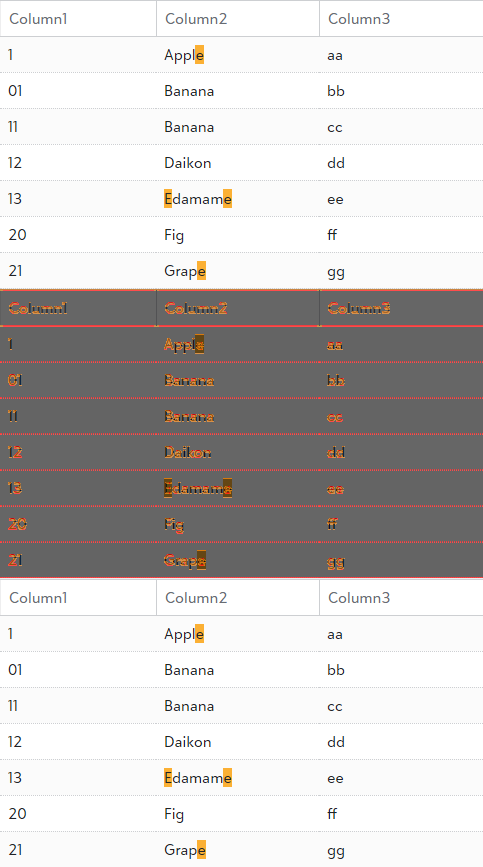 Column1 Column2 Column3
1 Apple aa
01 Banana bb
11 Banana cc
12 Daikon dd
13 Edamame ee
20 Fig ff
21 Grape gg
Column1 Column2 Column3
1 Apple aa
01 Banana bb
11 Banana cc
12 Daikon dd
13 Edamame ee
20 Fig ff
21 Grape gg
Column1 Column2 Column3
1 Apple aa
01 Banana bb
11 Banana cc
12 Daikon dd
13 Edamame ee
20 Fig ff
21 Grape gg